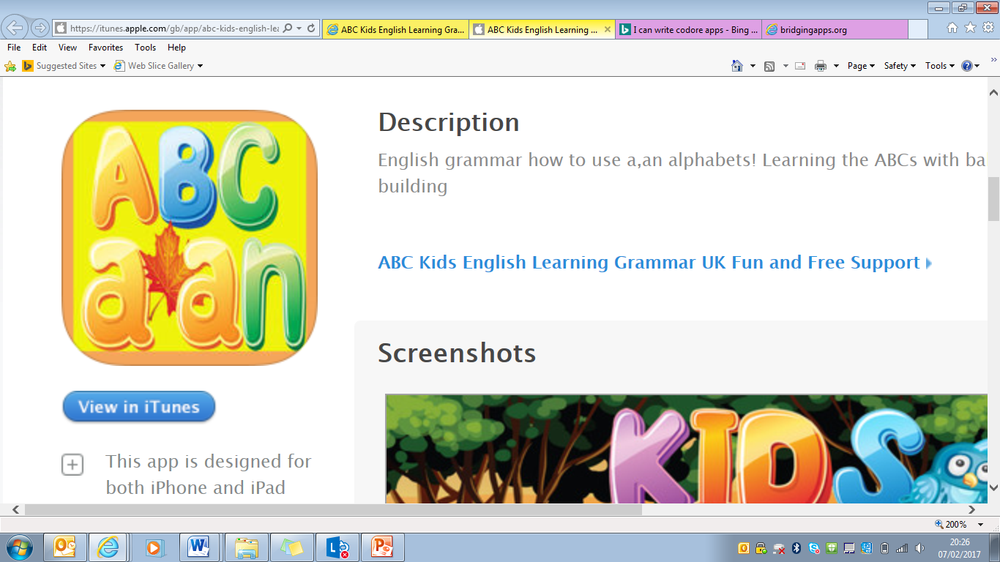 https://itunes.apple.com/gb/app/abc-kids-english-lea
ABC Kids English Learning Gra...
ABC Kids English Learning ...
I can write codore apps - Bing ...
bridgingapps.org
File Edit View Favorites Tools Help
Suggested Sites Web Slice Gallery
Page Safety Tools
ABC
a an
Description
English grammar how to use a,an alphabets! Learning the ABCs with ba
building
ABC Kids English Learning Grammar UK Fun and Free Support
Screenshots
KIDS
View in iTunes
This app is designed for
both iPhone and iPad
200%
20:26
07/02/2017